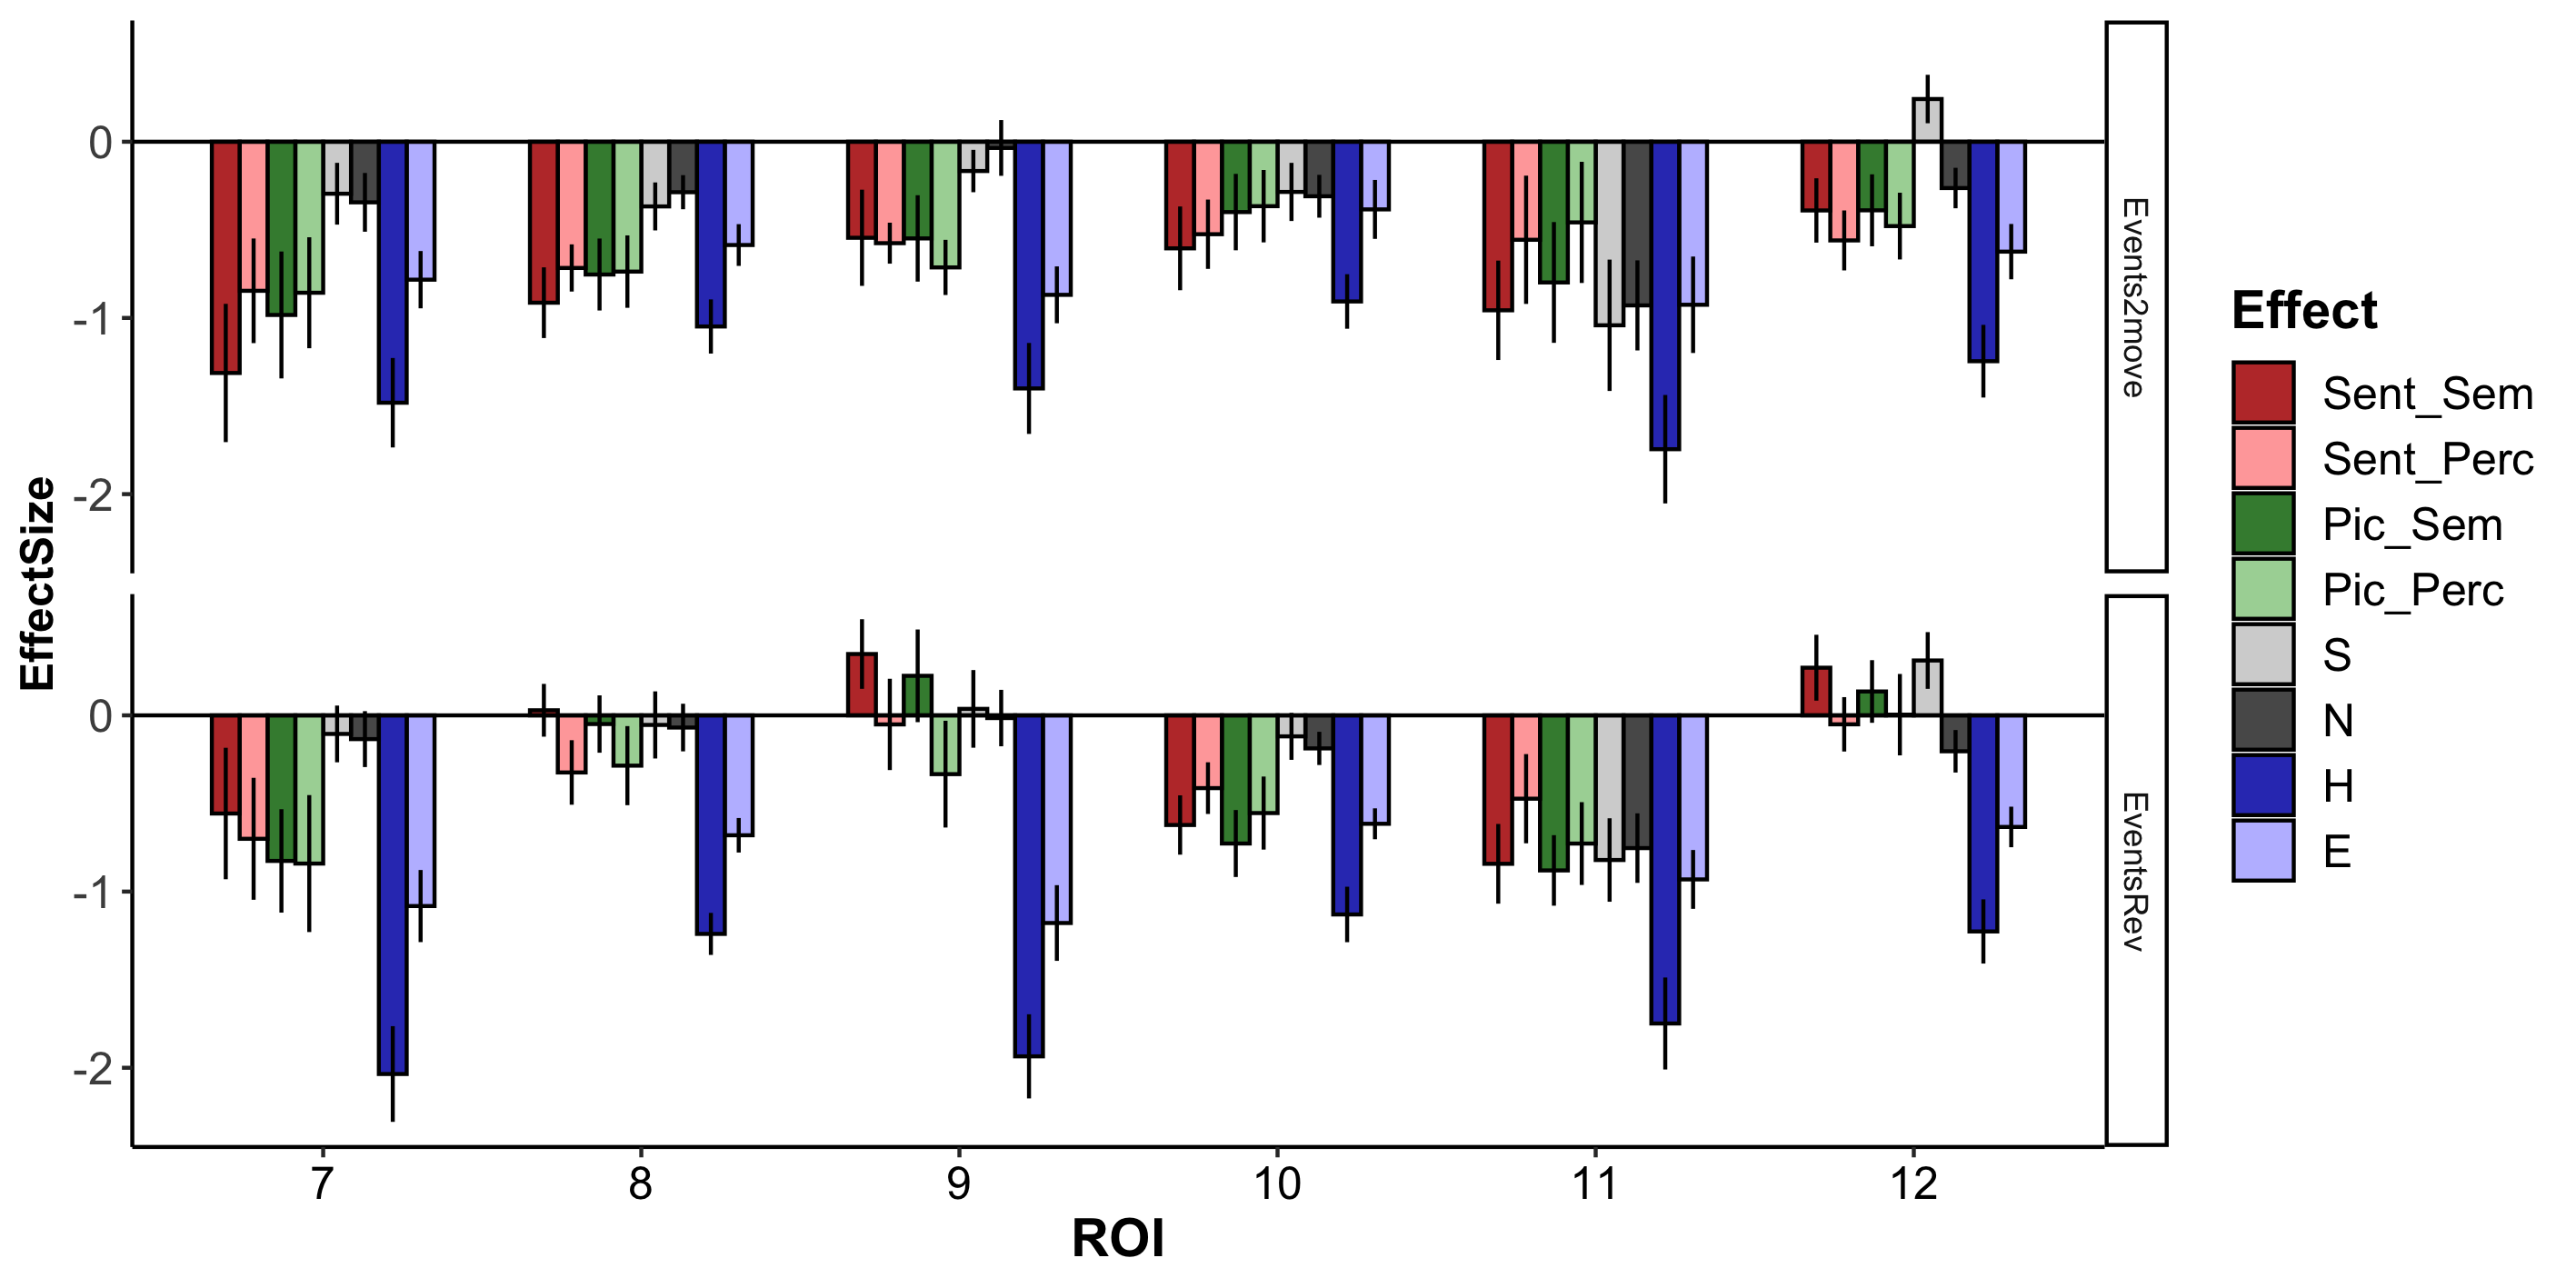 EffectSize
0
-1
-2
Events2move
0
-1
-2
EventsRev
7 8 9 10 11 12
ROI
Effect
Sent_Sem
Sent_Perc
Pic_Sem
Pic_Perc
S
N
H
E